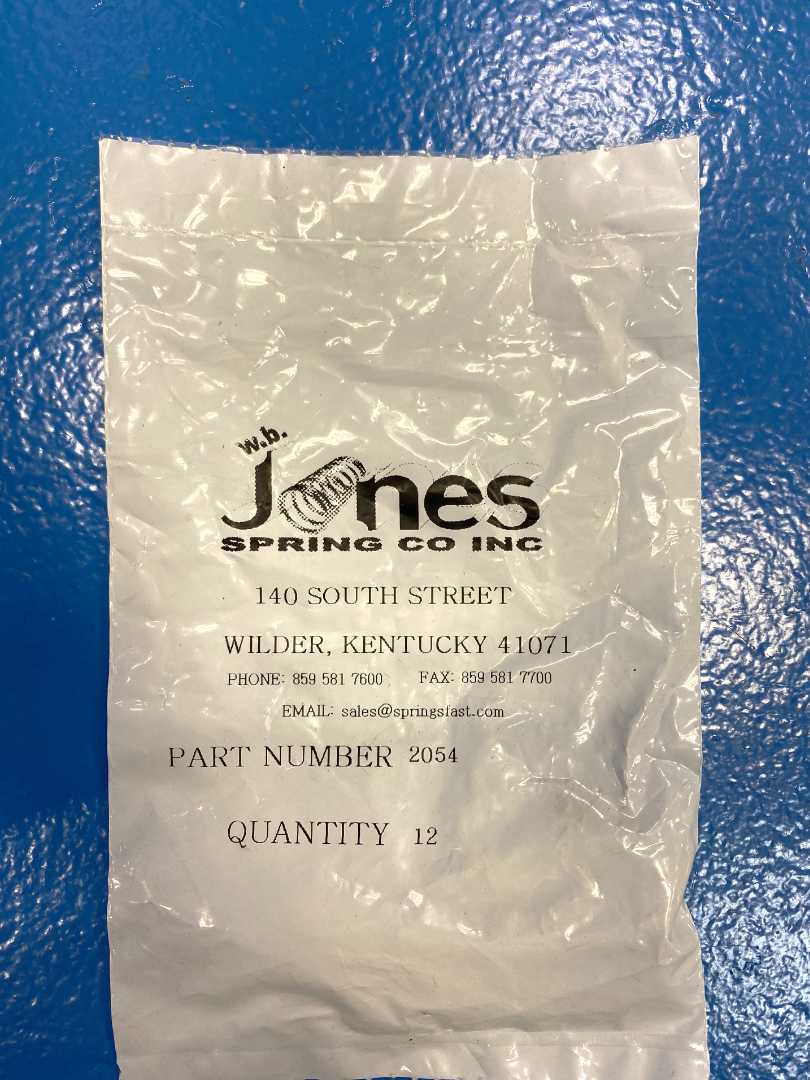 w.b.
Jones
SPRING CO INC
140 SOUTH STREET
WILDER, KENTUCKY 41071
PHONE: 859 581 7600 FAX: 859 581 7700
EMAIL: sales@springsfast.com
PART NUMBER 2054
QUANTITY 12